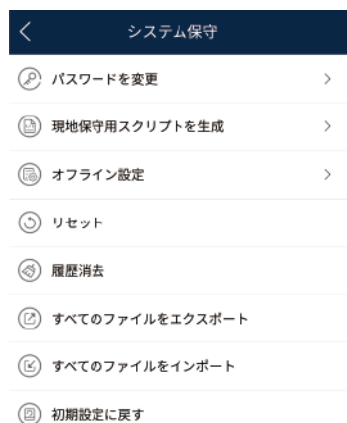 システム保守
パスワードを変更
現地保守用スクリプトを生成
オフライン設定
リセット
履歴消去
すべてのファイルをエクスポート
すべてのファイルをインポート
初期設定に戻す